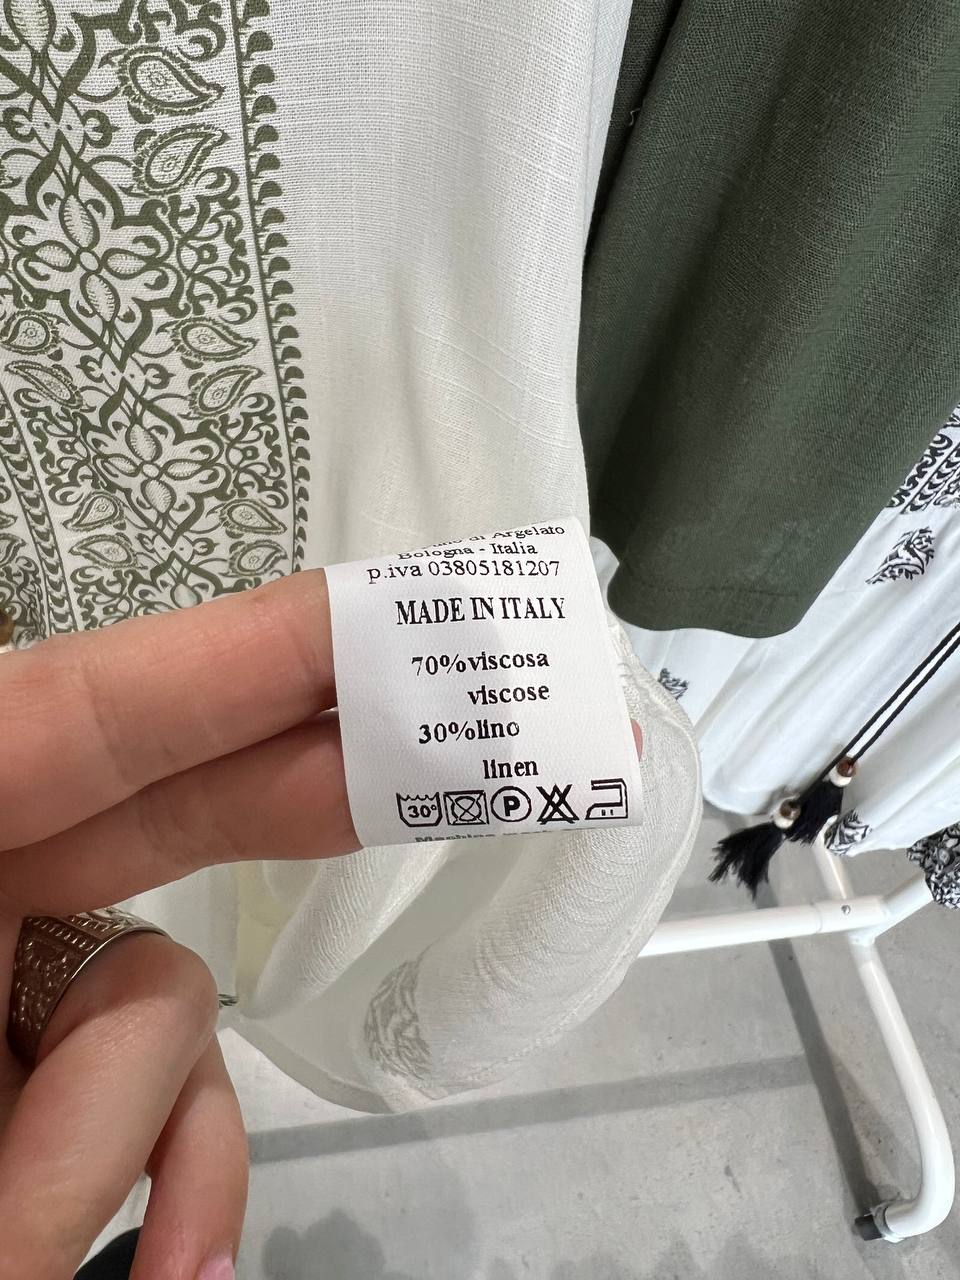 di Argelato
Bologna - Italia
p.iva 03805181207
MADE IN ITALY
70%viscosa
viscose
30%lino
linen
30° P